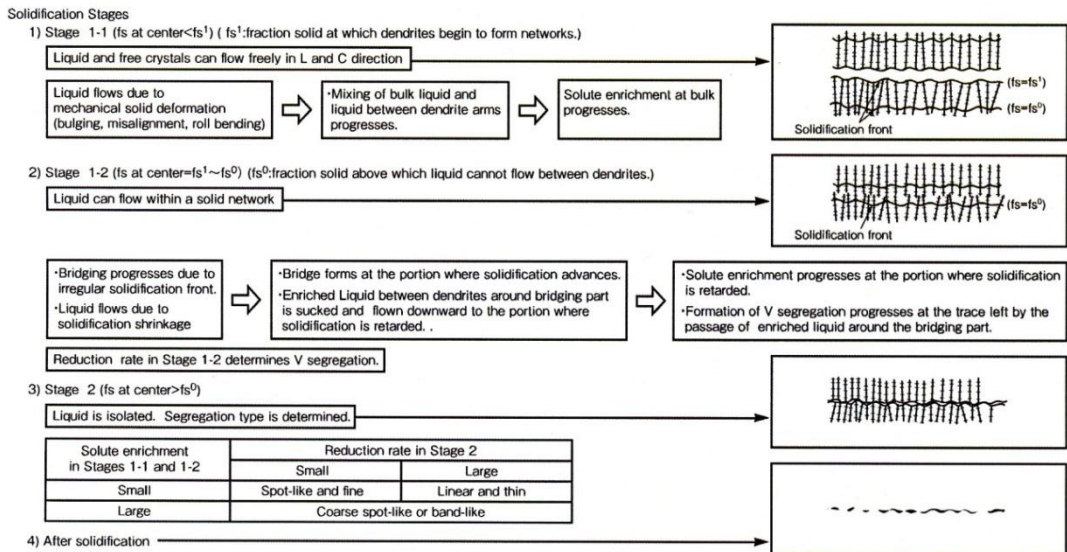 Solidification Stages
1) Stage 1-1 (fs at center<fs¹) ( fs¹:fraction solid at which dendrites begin to form networks.)
Liquid and free crystals can flow freely in L and C direction
Liquid flows due to
mechanical solid deformation
(bulging, misalignment, roll bending)
・Mixing of bulk liquid and
liquid between dendrite arms
progresses.
Solute enrichment at bulk
progresses.
(fs=fs¹)
(fs=fs⁰)
Solidification front
2) Stage 1-2 (fs at center=fs¹~fs⁰) (fs⁰:fraction solid above which liquid cannot flow between dendrites.)
Liquid can flow within a solid network
(fs=fs⁰)
Solidification front
・Bridging progresses due to
irregular solidification front.
・Liquid flows due to
solidification shrinkage
・Bridge forms at the portion where solidification advances.
・Enriched Liquid between dendrites around bridging part
is sucked and flown downward to the portion where
solidification is retarded. .
・Solute enrichment progresses at the portion where solidification
is retarded.
・Formation of V segregation progresses at the trace left by the
passage of enriched liquid around the bridging part.
Reduction rate in Stage 1-2 determines V segregation.
3) Stage 2 (fs at center>fs⁰)
Liquid is isolated. Segregation type is determined.
Solute enrichment
in Stages 1-1 and 1-2
Reduction rate in Stage 2
Small Large
Small Spot-like and fine Linear and thin
Large Coarse spot-like or band-like
4) After solidification